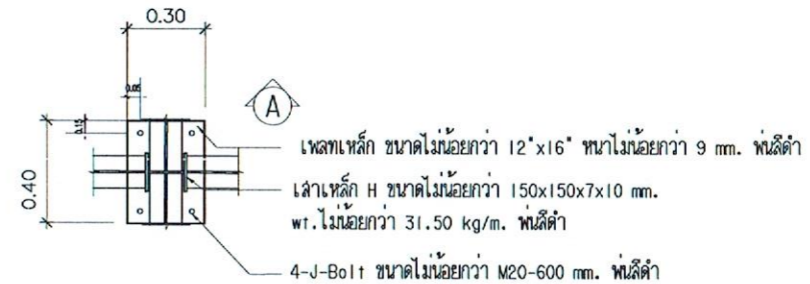 0.30
A
0.40
เพลทเหล็ก ขนาดไม่น้อยกว่า 12"x16" หนาไม่น้อยกว่า 9 mm. พ่นสีดำ
เสาเหล็ก H ขนาดไม่น้อยกว่า 150x150x7x10 mm.
wt.ไม่น้อยกว่า 31.50 kg/m. พ่นสีดำ
4-J-Bolt ขนาดไม่น้อยกว่า M20-600 mm. พ่นสีดำ